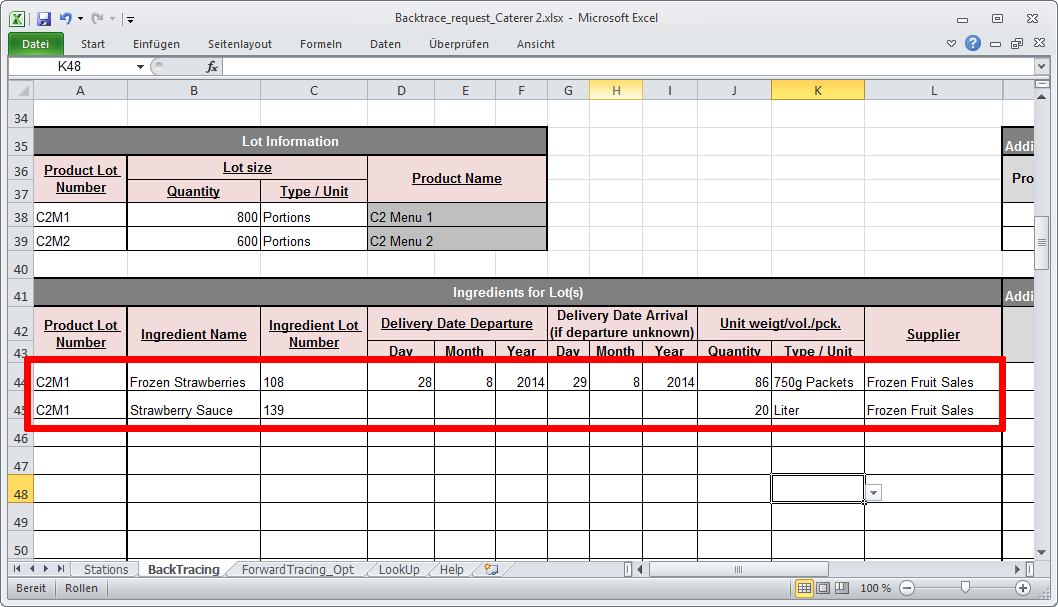 Backtrace_request_Caterer 2.xlsx - Microsoft Excel
Datei Start Einfügen Seitenlayout Formeln Daten Überprüfen Ansicht
K48 fx
A B C D E F G H I J K L
34
35 Lot Information Addi
36 Product Lot Number Lot size Product Name Pro
37 Quantity Type / Unit
38 C2M1 800 Portions C2 Menu 1
39 C2M2 600 Portions C2 Menu 2
40
41 Ingredients for Lot(s) Addi
42 Product Lot Number Ingredient Name Ingredient Lot Number Delivery Date Departure Delivery Date Arrival (if departure unknown) Unit weigt/vol./pck. Supplier
43 Day Month Year Day Month Year Quantity Type / Unit
44 C2M1 Frozen Strawberries 108 28 8 2014 29 8 2014 86 750g Packets Frozen Fruit Sales
45 C2M1 Strawberry Sauce 139 20 Liter Frozen Fruit Sales
46
47
48
49
50
Stations BackTracing ForwardTracing_Opt LookUp Help
Bereit Rollen 100 %